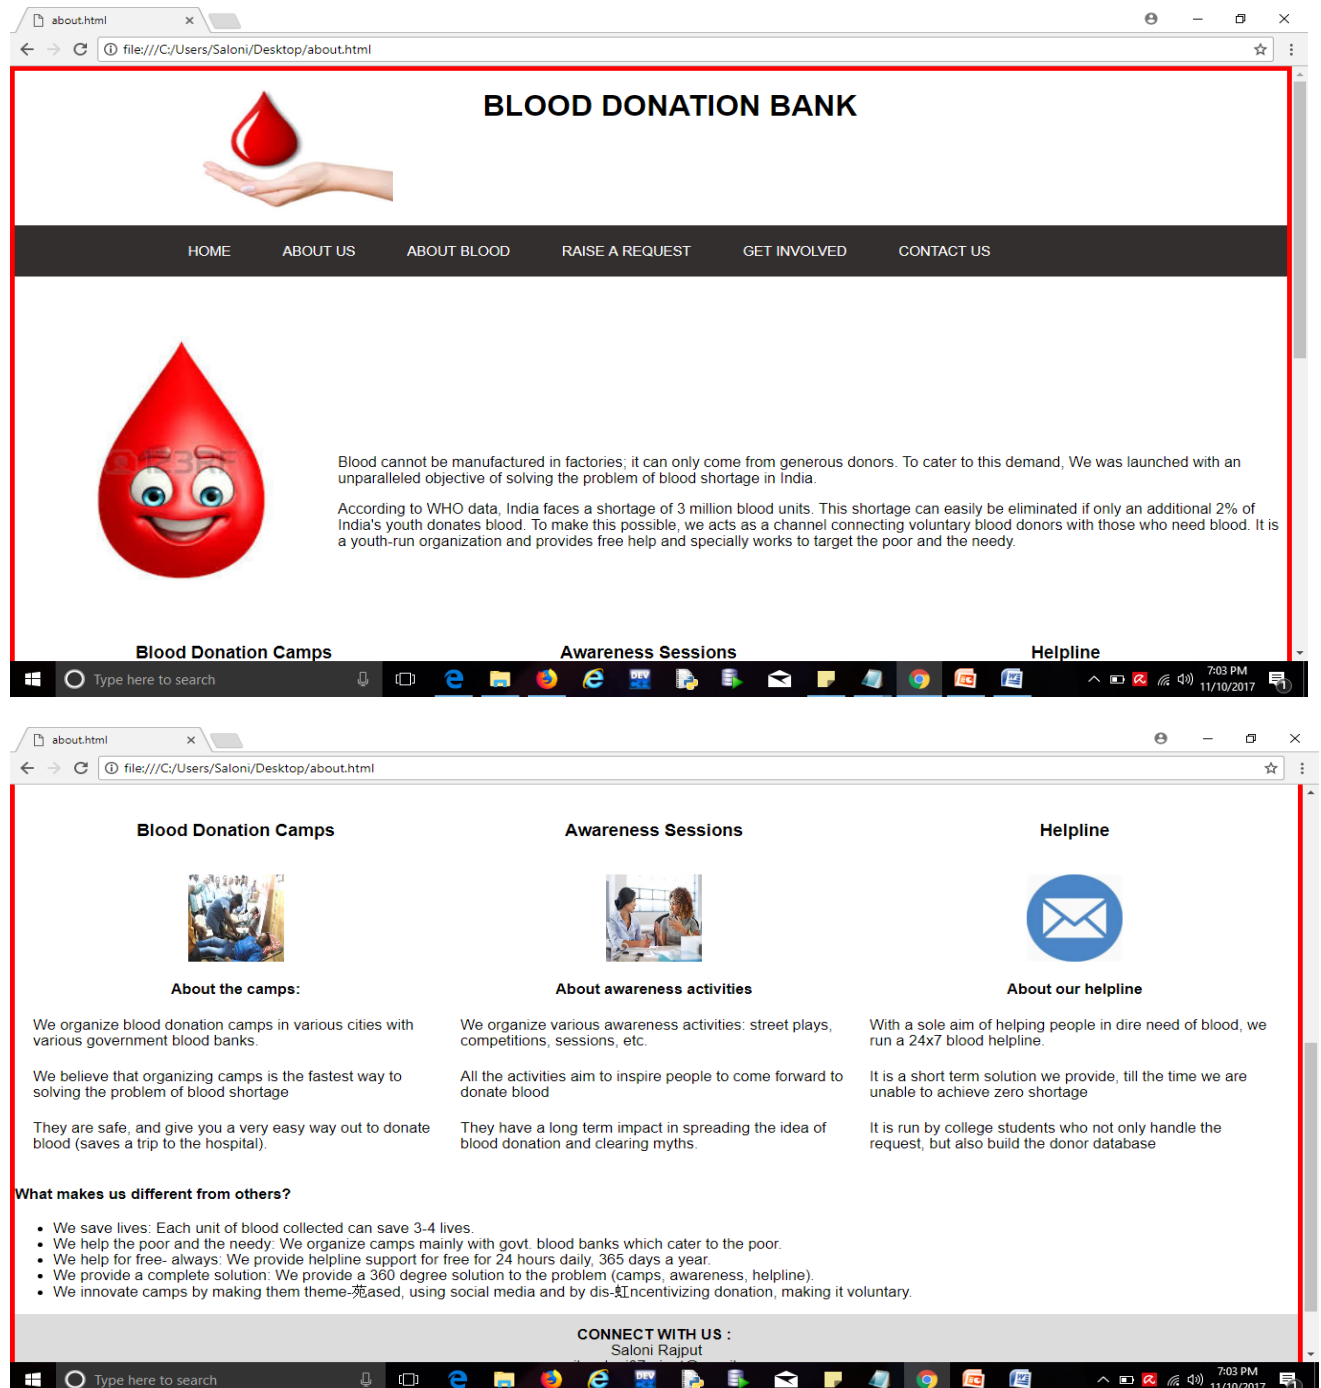 about.html
file:///C:/Users/Saloni/Desktop/about.html
BLOOD DONATION BANK
HOME ABOUT US ABOUT BLOOD RAISE A REQUEST GET INVOLVED CONTACT US
123RF
Blood cannot be manufactured in factories; it can only come from generous donors. To cater to this demand, We was launched with an
unparalleled objective of solving the problem of blood shortage in India.
According to WHO data, India faces a shortage of 3 million blood units. This shortage can easily be eliminated if only an additional 2% of
India's youth donates blood. To make this possible, we acts as a channel connecting voluntary blood donors with those who need blood. It is
a youth-run organization and provides free help and specially works to target the poor and the needy.
Blood Donation Camps Awareness Sessions Helpline
Type here to search
DEV
7:03 PM
11/10/2017
1
about.html
file:///C:/Users/Saloni/Desktop/about.html
Blood Donation Camps
Awareness Sessions
Helpline
About the camps:
We organize blood donation camps in various cities with
various government blood banks.
We believe that organizing camps is the fastest way to
solving the problem of blood shortage
They are safe, and give you a very easy way out to donate
blood (saves a trip to the hospital).
About awareness activities
We organize various awareness activities: street plays,
competitions, sessions, etc.
All the activities aim to inspire people to come forward to
donate blood
They have a long term impact in spreading the idea of
blood donation and clearing myths.
About our helpline
With a sole aim of helping people in dire need of blood, we
run a 24x7 blood helpline.
It is a short term solution we provide, till the time we are
unable to achieve zero shortage
It is run by college students who not only handle the
request, but also build the donor database
What makes us different from others?
We save lives: Each unit of blood collected can save 3-4 lives.
We help the poor and the needy: We organize camps mainly with govt. blood banks which cater to the poor.
We help for free- always: We provide helpline support for free for 24 hours daily, 365 days a year.
We provide a complete solution: We provide a 360 degree solution to the problem (camps, awareness, helpline).
We innovate camps by making them theme-苑ased, using social media and by dis-虹ncentivizing donation, making it voluntary.
CONNECT WITH US :
Saloni Rajput
Type here to search
DEV
7:03 PM
11/10/2017